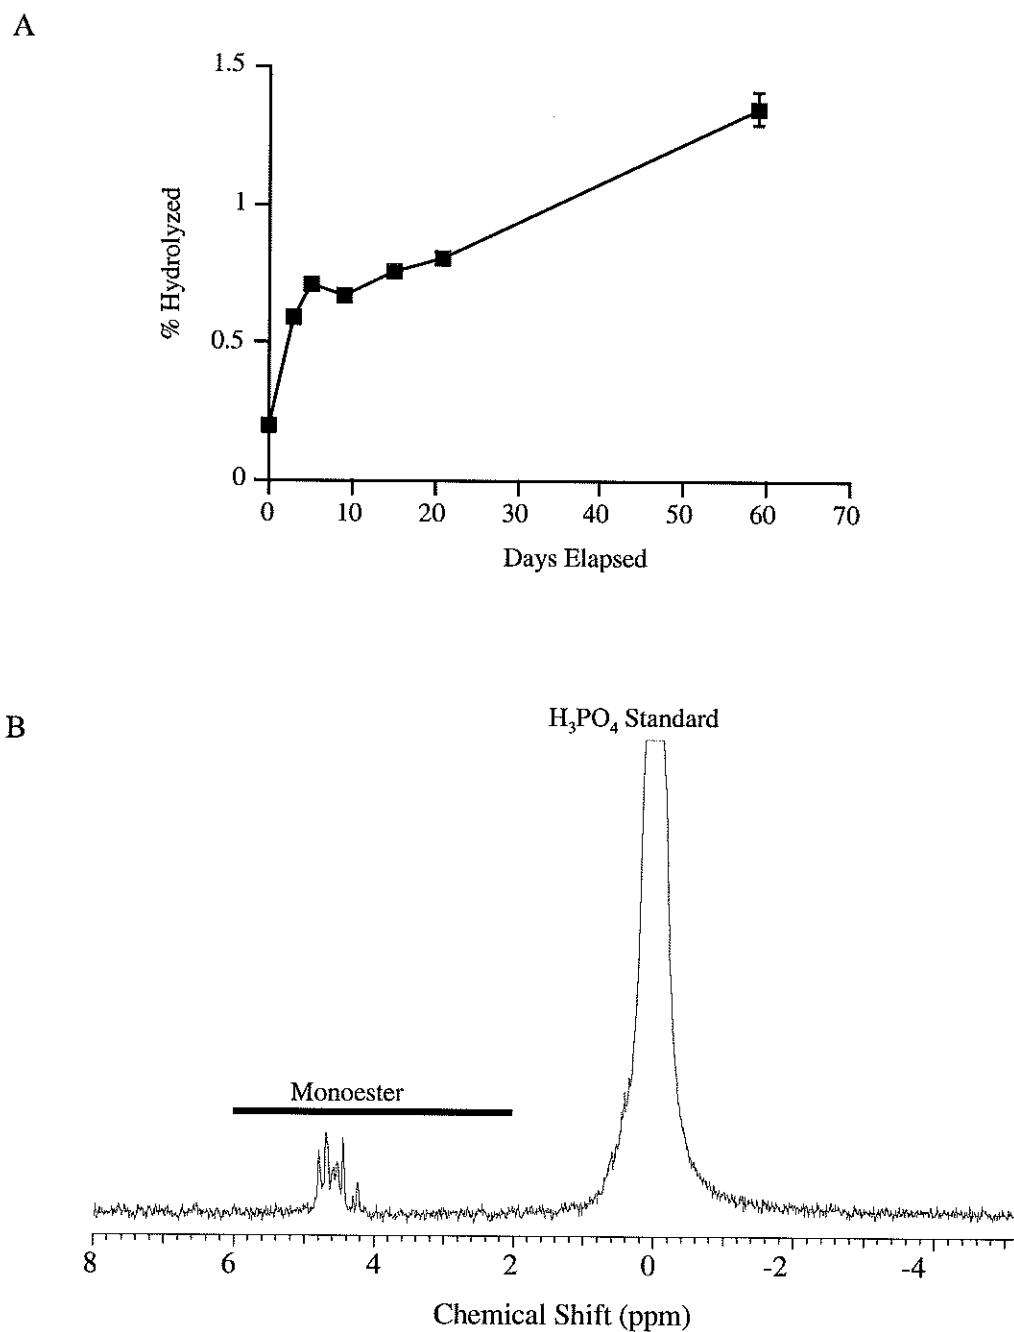 A
1.5
1
0.5
0
% Hydrolyzed
0 10 20 30 40 50 60 70
Days Elapsed
B
H₃PO₄ Standard
Monoester
8 6 4 2 0 -2 -4
Chemical Shift (ppm)